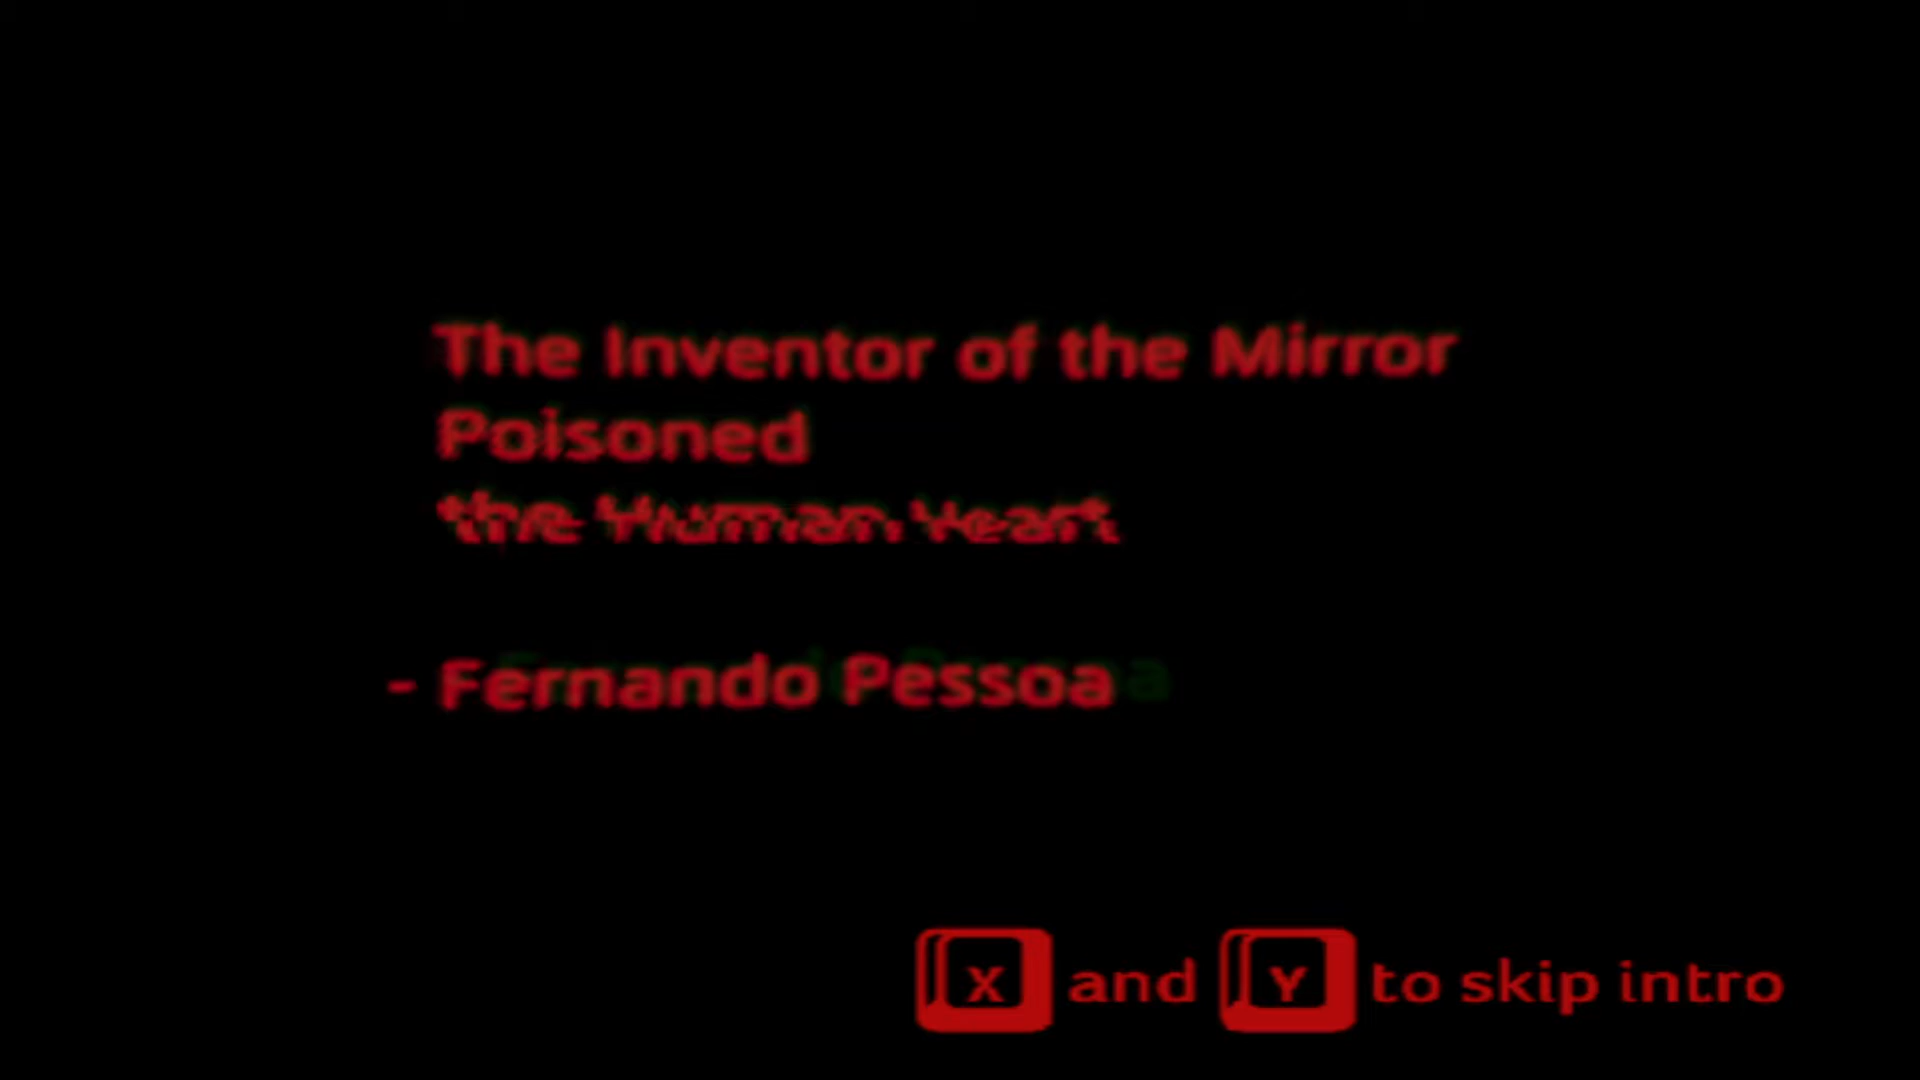 The Inventor of the Mirror
Poisoned
the Human Heart
- Fernando Pessoa
X and Y to skip intro